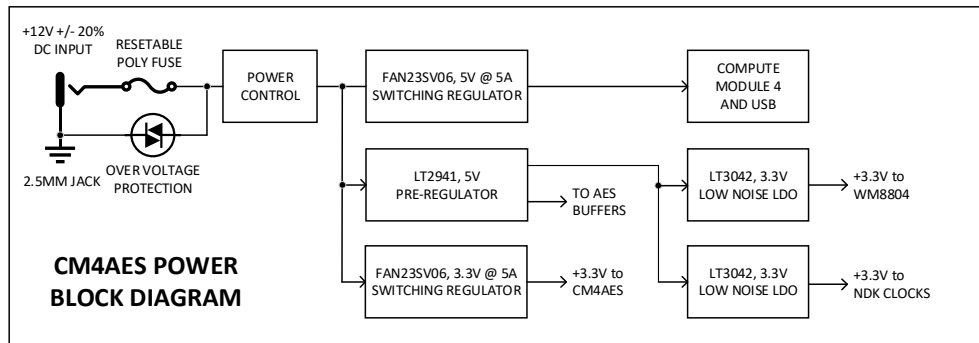 +12V +/- 20%
DC INPUT
RESETABLE
POLY FUSE
2.5MM JACK
OVER VOLTAGE
PROTECTION
POWER
CONTROL
FAN23SV06, 5V @ 5A
SWITCHING REGULATOR
COMPUTE
MODULE 4
AND USB
LT2941, 5V
PRE-REGULATOR
TO AES
BUFFERS
LT3042, 3.3V
LOW NOISE LDO
+3.3V to
WM8804
FAN23SV06, 3.3V @ 5A
SWITCHING REGULATOR
+3.3V to
CM4AES
LT3042, 3.3V
LOW NOISE LDO
+3.3V to
NDK CLOCKS
CM4AES POWER
BLOCK DIAGRAM